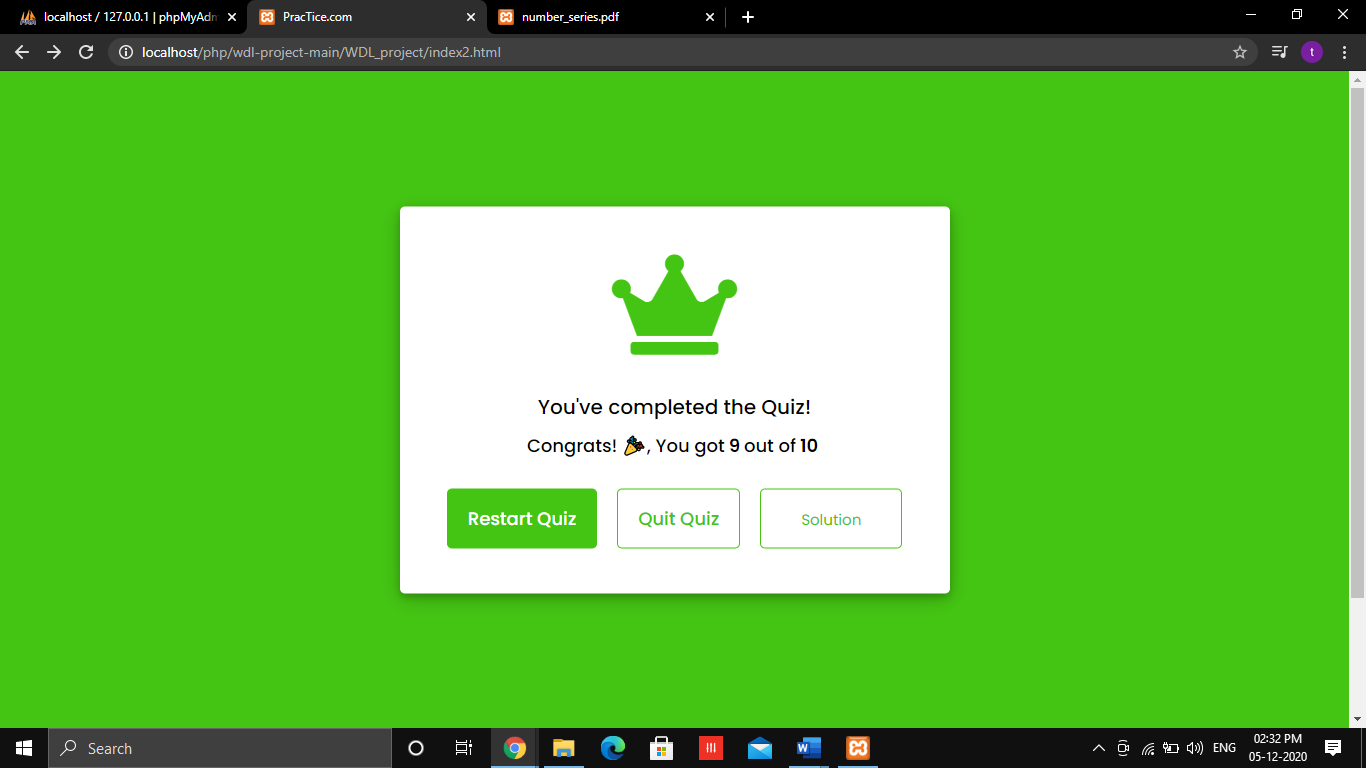 localhost / 127.0.0.1 | phpMyAdm
PracTice.com
number_series.pdf
localhost/php/wdl-project-main/WDL_project/index2.html
t
You've completed the Quiz!
Congrats! 🎉, You got 9 out of 10
Restart Quiz
Quit Quiz
Solution
Search
ENG
02:32 PM
05-12-2020